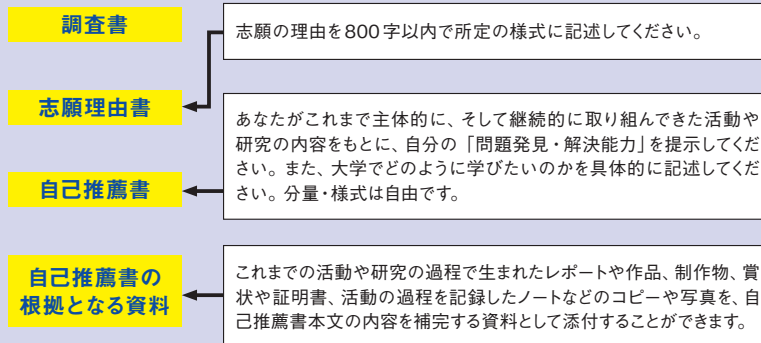 調査書
志願の理由を800字以内で所定の様式に記述してください。
志願理由書
あなたがこれまで主体的に、そして継続的に取り組んできた活動や
研究の内容をもとに、自分の「問題発見・解決能力」を提示してくだ
さい。また、大学でどのように学びたいのかを具体的に記述してくだ
さい。分量・様式は自由です。
自己推薦書
自己推薦書の
根拠となる資料
これまでの活動や研究の過程で生まれたレポートや作品、制作物、賞
状や証明書、活動の過程を記録したノートなどのコピーや写真を、自
己推薦書本文の内容を補完する資料として添付することができます。